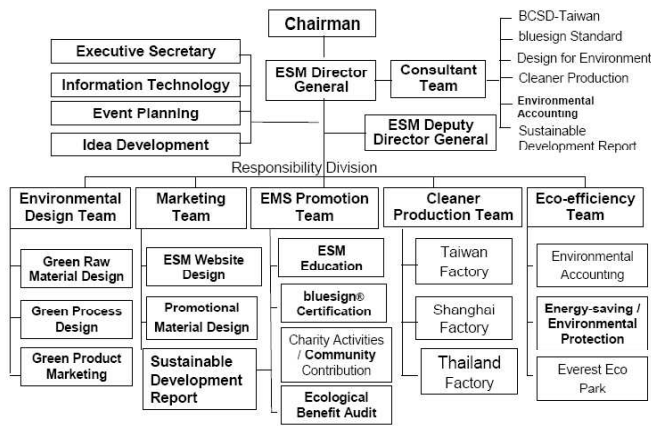 Chairman
ESM Director
General
Consultant
Team
BCSD-Taiwan
bluesign Standard
Design for Environment
Cleaner Production
Environmental
Accounting
Sustainable
Development Report
Executive Secretary
Information Technology
Event Planning
Idea Development
ESM Deputy
Director General
Responsibility Division
Environmental
Design Team
Green Raw
Material Design
Green Process
Design
Green Product
Marketing
Marketing
Team
ESM Website
Design
Promotional
Material Design
Sustainable
Development
Report
EMS Promotion
Team
ESM
Education
bluesign®
Certification
Charity Activities
/ Community
Contribution
Ecological
Benefit Audit
Cleaner
Production Team
Taiwan
Factory
Shanghai
Factory
Thailand
Factory
Eco-efficiency
Team
Environmental
Accounting
Energy-saving /
Environmental
Protection
Everest Eco
Park